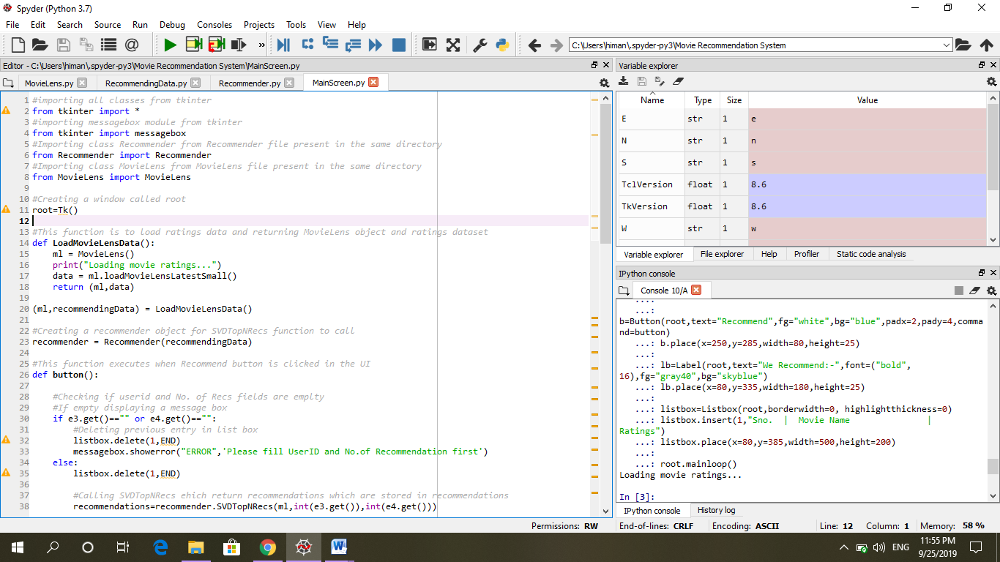 Spyder (Python 3.7)
File Edit Search Source Run Debug Consoles Projects Tools View Help
C:\Users\himan\.spyder-py3\Movie Recommendation System
Editor - C:\Users\himan\.spyder-py3\Movie Recommendation System\MainScreen.py
MovieLens.py RecommendingData.py Recommender.py MainScreen.py
1 #importing all classes from tkinter
2 from tkinter import *
3 #importing messagebox module from tkinter
4 from tkinter import messagebox
5 #Importing class Recommender from Recommender file present in the same directory
6 from Recommender import Recommender
7 #Importing class MovieLens from MovieLens file present in the same directory
8 from MovieLens import MovieLens
9
10 #Creating a window called root
11 root=Tk()
12
13 #This function is to load ratings data and returning MovieLens object and ratings dataset
14 def LoadMovieLensData():
15     ml = MovieLens()
16     print("Loading movie ratings...")
17     data = ml.loadMovieLensLatestSmall()
18     return (ml,data)
19
20 (ml,recommendingData) = LoadMovieLensData()
21
22 #Creating a recommender object for SVDTopNRecs function to call
23 recommender = Recommender(recommendingData)
24
25 #This function executes when Recommend button is clicked in the UI
26 def button():
27
28     #Checking if userid and No. of Recs fields are emplty
29     #If empty displaying a message box
30     if e3.get()=="" or e4.get()=="":
31         #Deleting previous entry in list box
32         listbox.delete(1,END)
33         messagebox.showerror("ERROR",'Please fill UserID and No.of Recommendation first')
34     else:
35         listbox.delete(1,END)
36
37         #Calling SVDTopNRecs ehich return recommendations which are stored in recommendations
38         recommendations=recommender.SVDTopNRecs(ml,int(e3.get()),int(e4.get()))
Variable explorer
Name Type Size Value
E str 1 e
N str 1 n
S str 1 s
TclVersion float 1 8.6
TkVersion float 1 8.6
W str 1 w
Variable explorer File explorer Help Profiler Static code analysis
IPython console
Console 10/A
...:
...:
b=Button(root,text="Recommend",fg="white",bg="blue",padx=2,pady=4,comma
nd=button)
...: b.place(x=250,y=285,width=80,height=25)
...:
...: lb=Label(root,text="We Recommend:-",font=("bold",
16),fg="gray40",bg="skyblue")
...: lb.place(x=80,y=335,width=180,height=25)
...:
...: listbox=Listbox(root,borderwidth=0, highlightthickness=0)
...: listbox.insert(1,"Sno. | Movie Name |
Ratings")
...: listbox.place(x=80,y=385,width=500,height=200)
...:
...: root.mainloop()
Loading movie ratings...
In [3]:
IPython console History log
Permissions: RW End-of-lines: CRLF Encoding: ASCII Line: 12 Column: 1 Memory: 58 %
ENG
11:55 PM
9/25/2019